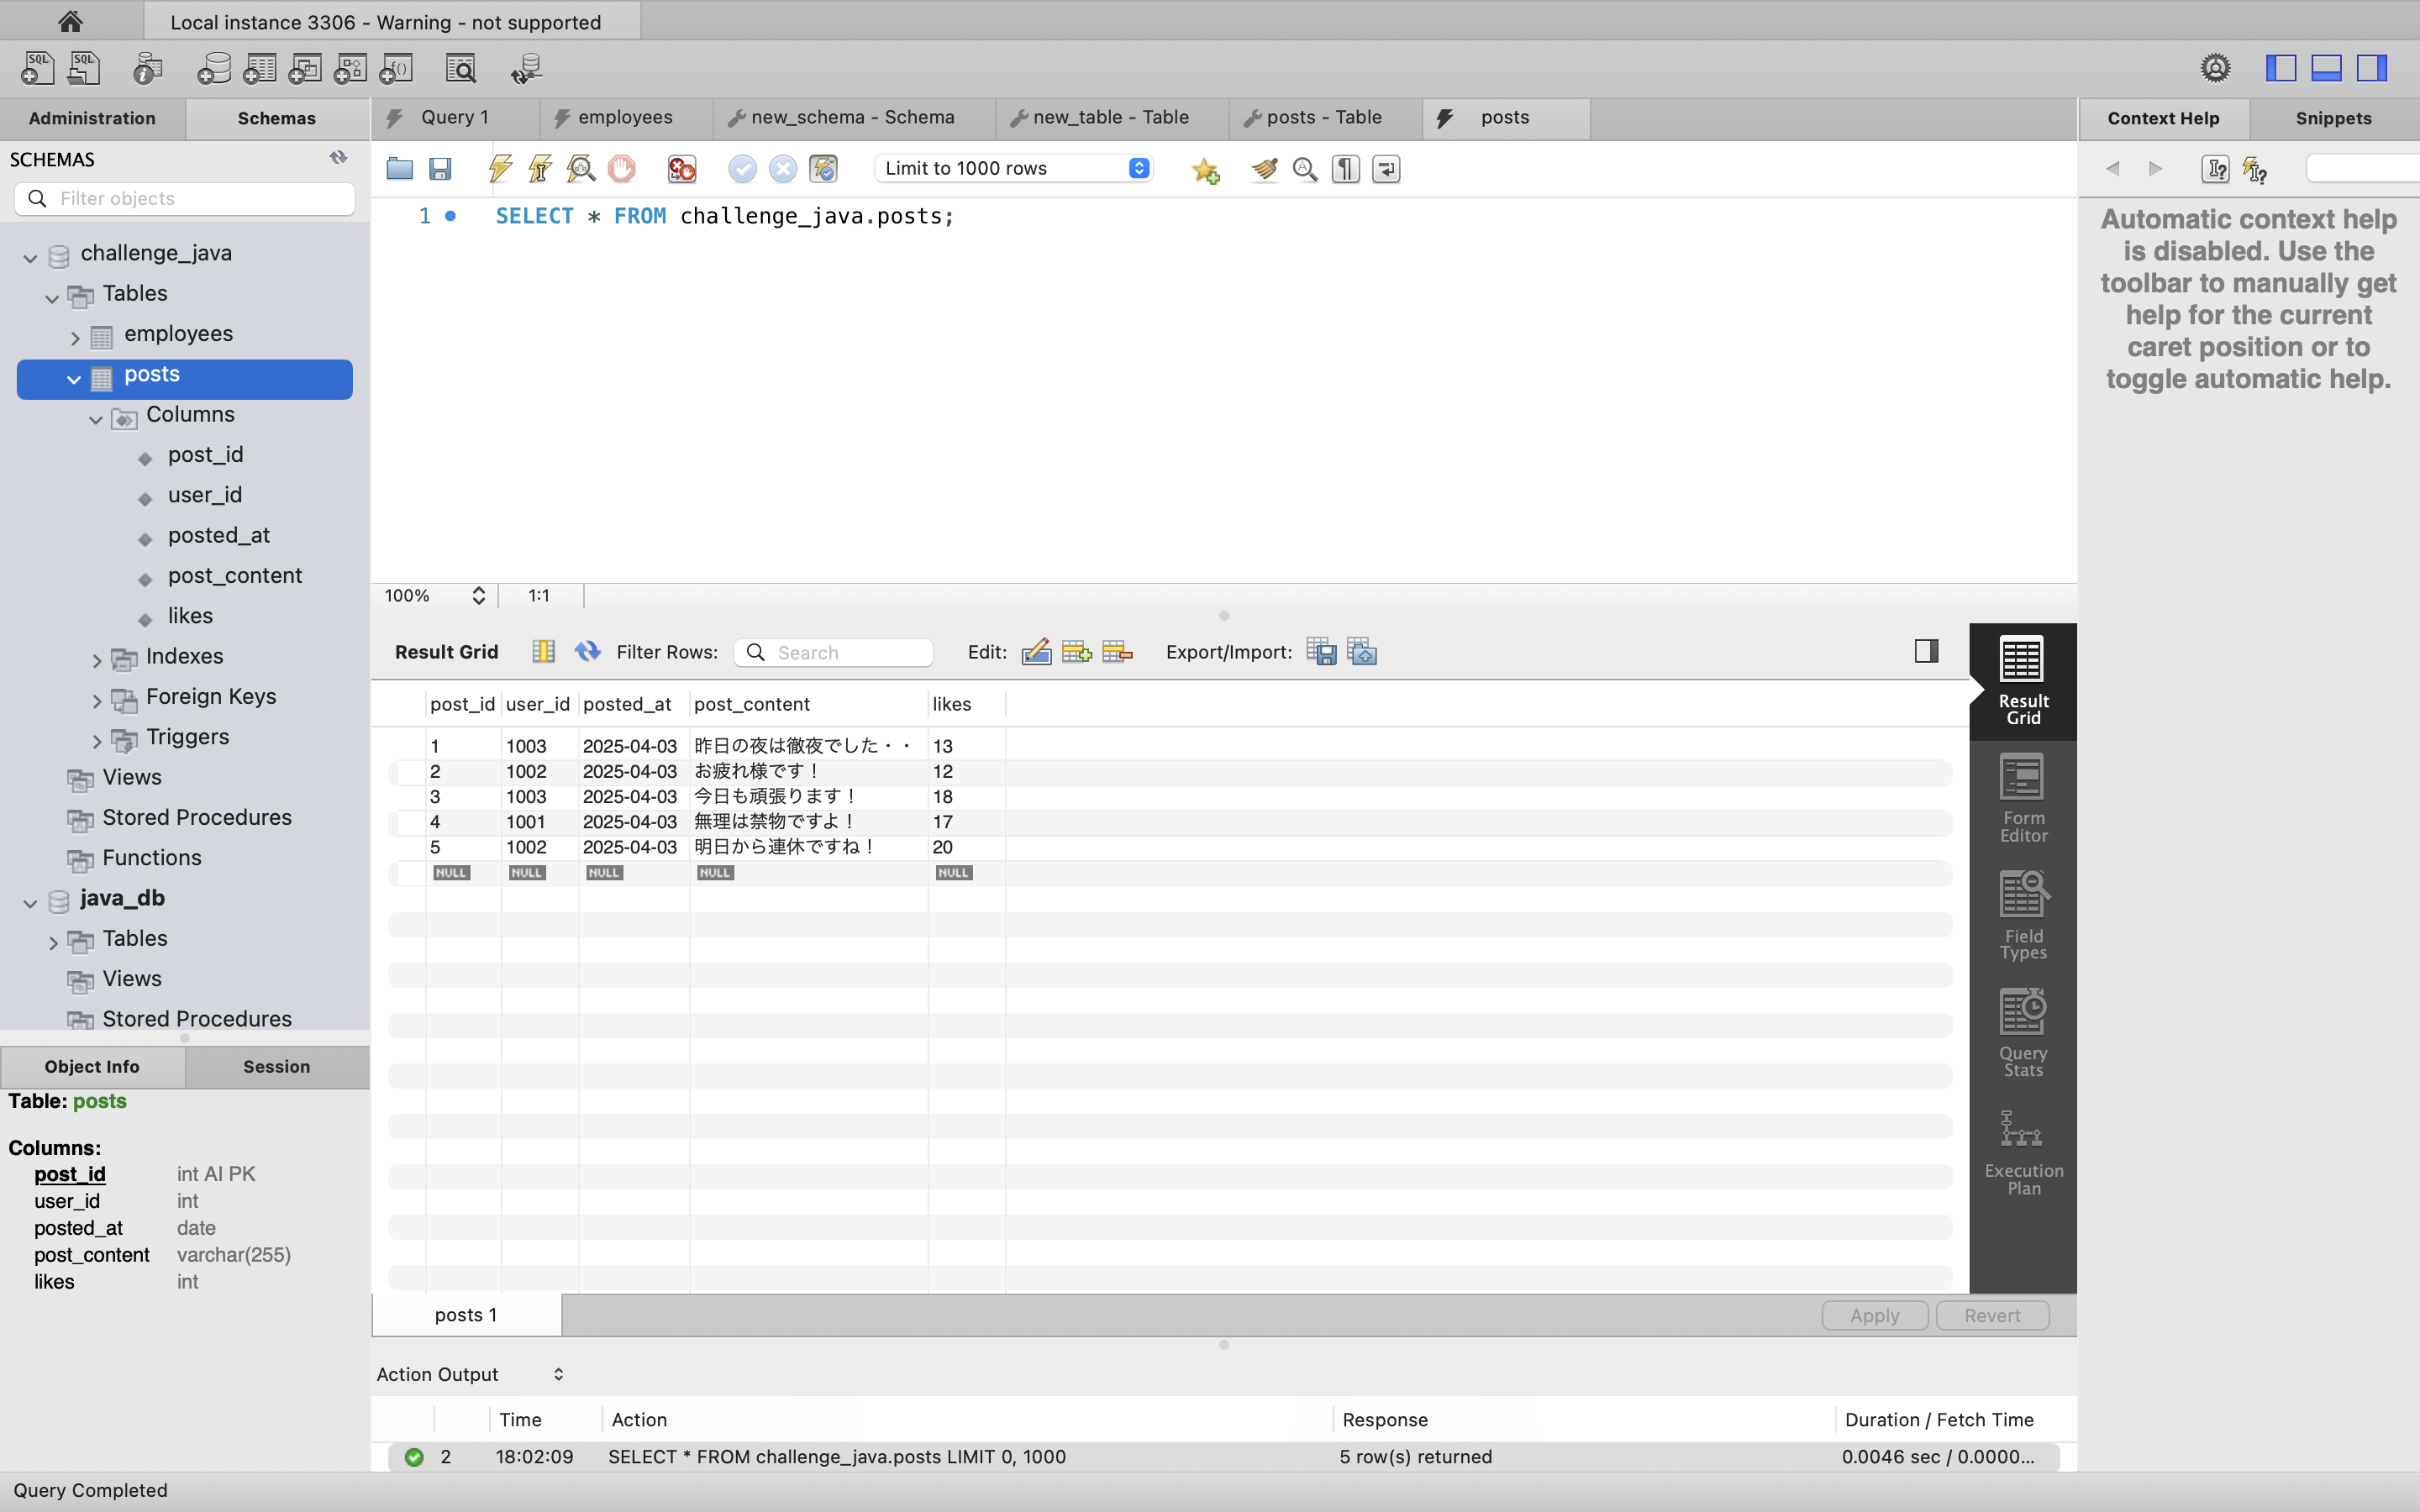 Local instance 3306 - Warning - not supported
Administration
Schemas
Query 1
employees
new_schema - Schema
new_table - Table
posts - Table
posts
Context Help
Snippets
SCHEMAS
Filter objects
Limit to 1000 rows
1 SELECT * FROM challenge_java.posts;
Automatic context help
is disabled. Use the
toolbar to manually get
help for the current
caret position or to
toggle automatic help.
challenge_java
Tables
employees
posts
Columns
post_id
user_id
posted_at
post_content
likes
Indexes
Foreign Keys
Triggers
Views
Stored Procedures
Functions
java_db
Tables
Views
Stored Procedures
100% 1:1
Result Grid Filter Rows: Search Edit: Export/Import:
post_id user_id posted_at post_content likes
1 1003 2025-04-03 昨日の夜は徹夜でした・・ 13
2 1002 2025-04-03 お疲れ様です！ 12
3 1003 2025-04-03 今日も頑張ります！ 18
4 1001 2025-04-03 無理は禁物ですよ！ 17
5 1002 2025-04-03 明日から連休ですね！ 20
NULL NULL NULL NULL NULL
Result
Grid
Form
Editor
Field
Types
Query
Stats
Execution
Plan
Object Info
Session
Table: posts
Columns:
post_id int AI PK
user_id int
posted_at date
post_content varchar(255)
likes int
posts 1
Apply
Revert
Action Output
Time Action Response Duration / Fetch Time
2 18:02:09 SELECT * FROM challenge_java.posts LIMIT 0, 1000 5 row(s) returned 0.0046 sec / 0.0000...
Query Completed